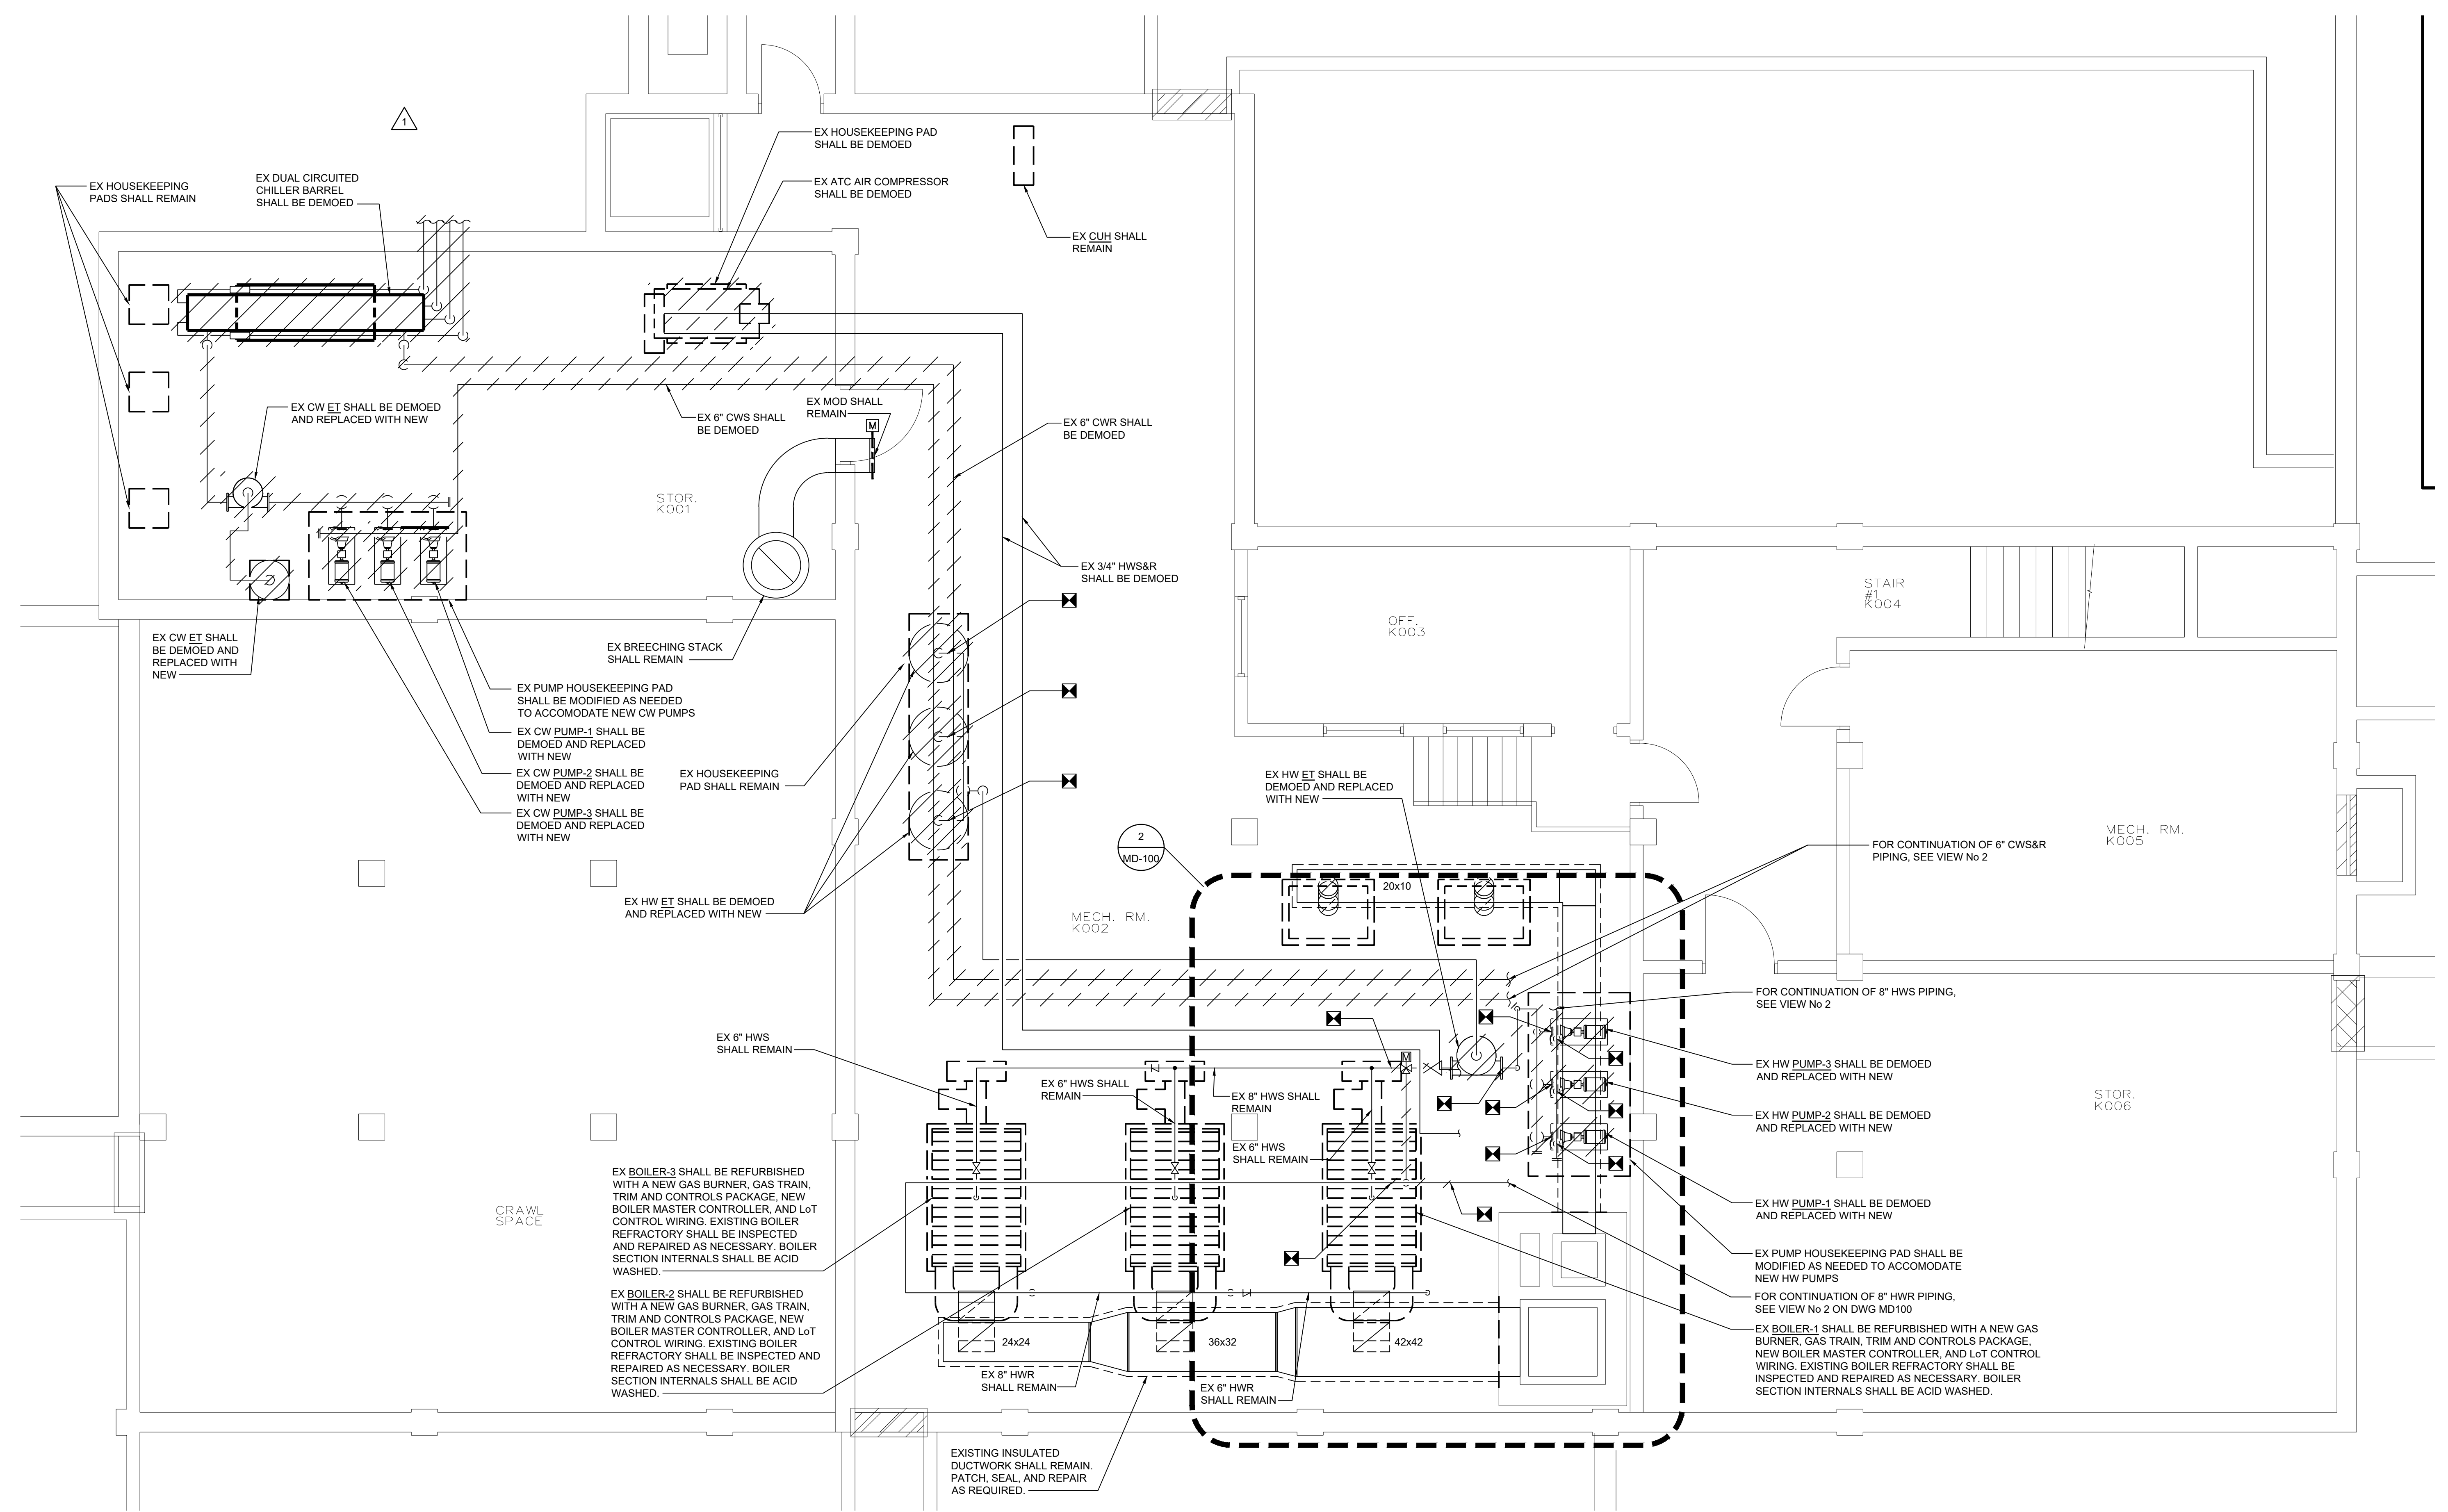 1
EX HOUSEKEEPING
PADS SHALL REMAIN
EX DUAL CIRCUITED
CHILLER BARREL
SHALL BE DEMOED
EX HOUSEKEEPING PAD
SHALL BE DEMOED
EX ATC AIR COMPRESSOR
SHALL BE DEMOED
EX CUH SHALL
REMAIN
EX CW ET SHALL BE DEMOED
AND REPLACED WITH NEW
EX 6" CWS SHALL
BE DEMOED
EX MOD SHALL
REMAIN
M
EX 6" CWR SHALL
BE DEMOED
STOR.
K001
EX 3/4" HWS&R
SHALL BE DEMOED
OFF.
K003
STAIR
#1
K004
EX CW ET SHALL
BE DEMOED AND
REPLACED WITH
NEW
EX BREECHING STACK
SHALL REMAIN
EX PUMP HOUSEKEEPING PAD
SHALL BE MODIFIED AS NEEDED
TO ACCOMODATE NEW CW PUMPS
EX CW PUMP-1 SHALL BE
DEMOED AND REPLACED
WITH NEW
EX CW PUMP-2 SHALL BE
DEMOED AND REPLACED
WITH NEW
EX CW PUMP-3 SHALL BE
DEMOED AND REPLACED
WITH NEW
EX HOUSEKEEPING
PAD SHALL REMAIN
EX HW ET SHALL BE
DEMOED AND REPLACED
WITH NEW
2
MD-100
MECH. RM.
K005
FOR CONTINUATION OF 6" CWS&R
PIPING, SEE VIEW No 2
EX HW ET SHALL BE DEMOED
AND REPLACED WITH NEW
20x10
MECH. RM.
K002
FOR CONTINUATION OF 8" HWS PIPING,
SEE VIEW No 2
EX 6" HWS
SHALL REMAIN
EX 6" HWS SHALL
REMAIN
EX 8" HWS SHALL
REMAIN
M
EX HW PUMP-3 SHALL BE DEMOED
AND REPLACED WITH NEW
EX HW PUMP-2 SHALL BE DEMOED
AND REPLACED WITH NEW
STOR.
K006
EX 6" HWS
SHALL REMAIN
EX BOILER-3 SHALL BE REFURBISHED
WITH A NEW GAS BURNER, GAS TRAIN,
TRIM AND CONTROLS PACKAGE, NEW
BOILER MASTER CONTROLLER, AND LoT
CONTROL WIRING. EXISTING BOILER
REFRACTORY SHALL BE INSPECTED
AND REPAIRED AS NECESSARY. BOILER
SECTION INTERNALS SHALL BE ACID
WASHED.
CRAWL
SPACE
EX HW PUMP-1 SHALL BE DEMOED
AND REPLACED WITH NEW
EX PUMP HOUSEKEEPING PAD SHALL BE
MODIFIED AS NEEDED TO ACCOMODATE
NEW HW PUMPS
EX BOILER-2 SHALL BE REFURBISHED
WITH A NEW GAS BURNER, GAS TRAIN,
TRIM AND CONTROLS PACKAGE, NEW
BOILER MASTER CONTROLLER, AND LoT
CONTROL WIRING. EXISTING BOILER
REFRACTORY SHALL BE INSPECTED AND
REPAIRED AS NECESSARY. BOILER
SECTION INTERNALS SHALL BE ACID
WASHED.
FOR CONTINUATION OF 8" HWR PIPING,
SEE VIEW No 2 ON DWG MD100
EX BOILER-1 SHALL BE REFURBISHED WITH A NEW GAS
BURNER, GAS TRAIN, TRIM AND CONTROLS PACKAGE,
NEW BOILER MASTER CONTROLLER, AND LoT CONTROL
WIRING. EXISTING BOILER REFRACTORY SHALL BE
INSPECTED AND REPAIRED AS NECESSARY. BOILER
SECTION INTERNALS SHALL BE ACID WASHED.
24x24
36x32
42x42
EX 8" HWR
SHALL REMAIN
EX 6" HWR
SHALL REMAIN
EXISTING INSULATED
DUCTWORK SHALL REMAIN.
PATCH, SEAL, AND REPAIR
AS REQUIRED.